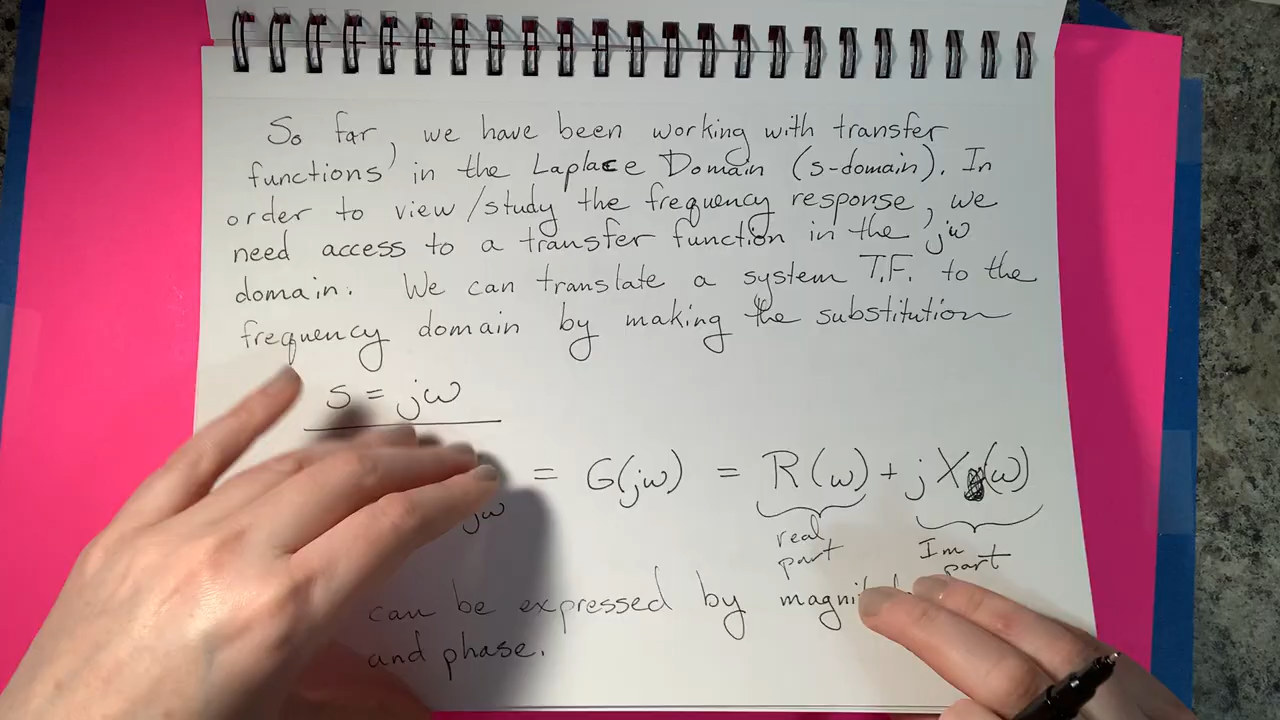 So far, we have been working with transfer
functions, in the Laplace Domain (s-domain). In
order to view/study the frequency response, we
need access to a transfer function in the jω
domain. We can translate a system T.F. to the
frequency domain by making the substitution
s = jω
= G(jω) = R(ω) + jX(ω)
jω
real part
Im part
can be expressed by
and phase.